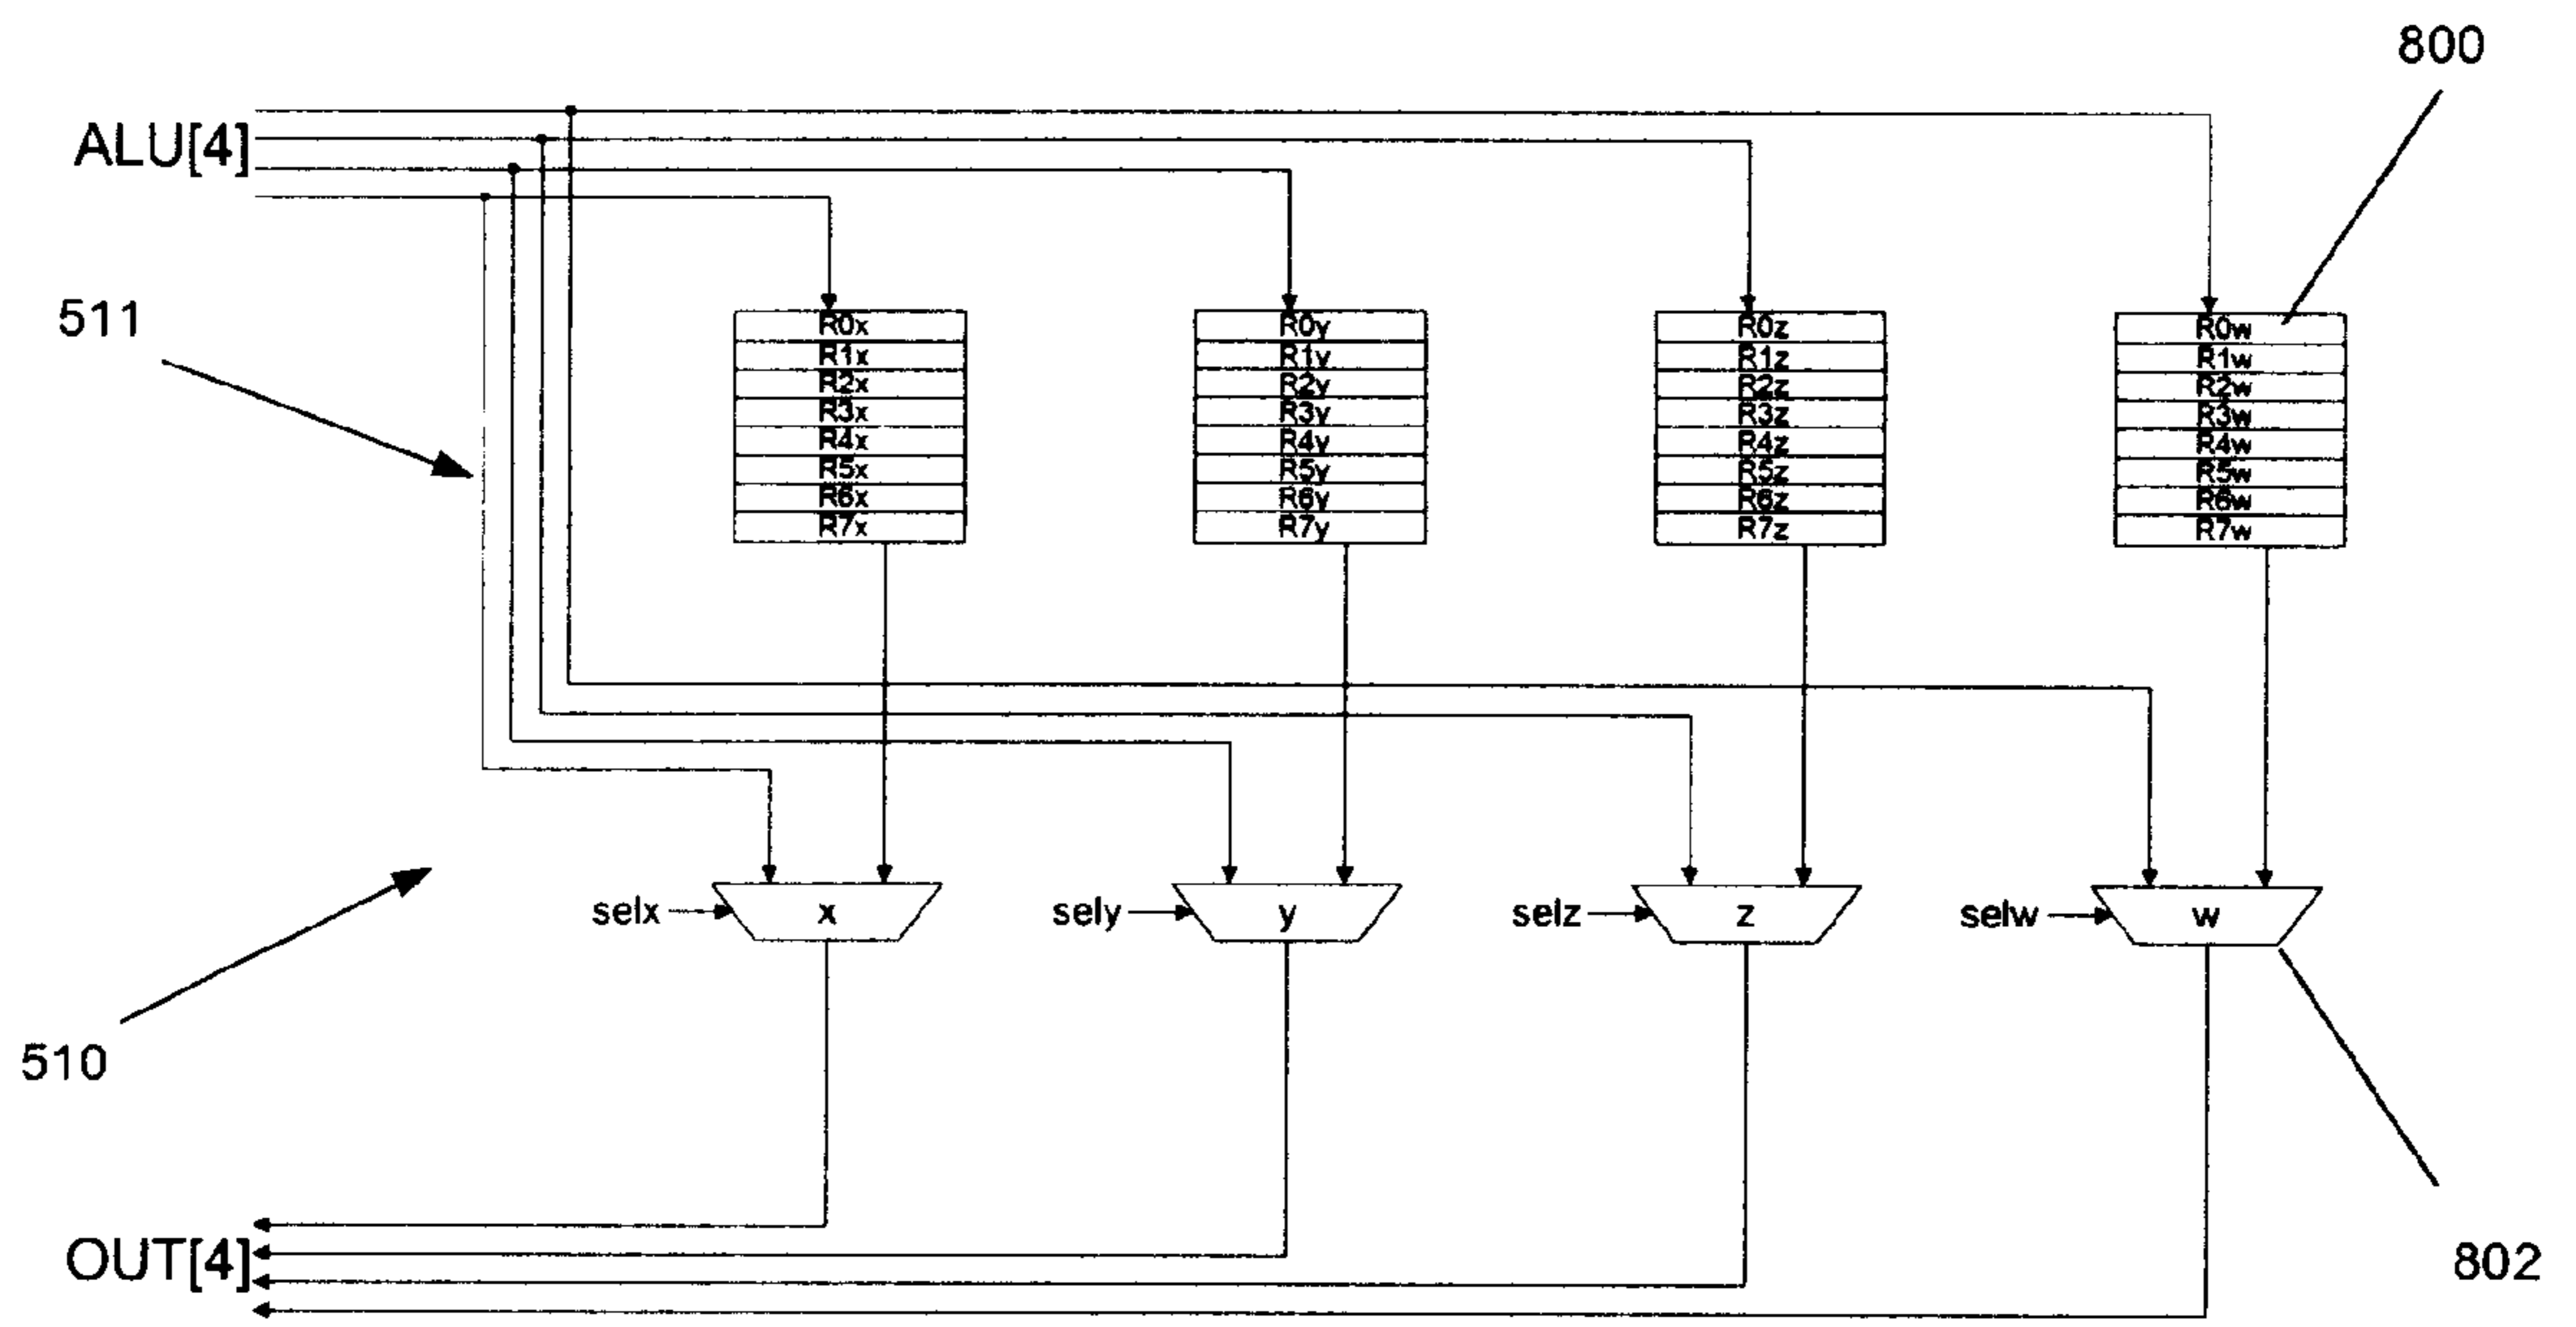 800
ALU[4]
511
R0x R0y R0z R0w
R1x R1y R1z R1w
R2x R2y R2z R2w
R3x R3y R3z R3w
R4x R4y R4z R4w
R5x R5y R5z R5w
R6x R6y R6z R6w
R7x R7y R7z R7w
selx x sely y selz z selw w
510
OUT[4]
802